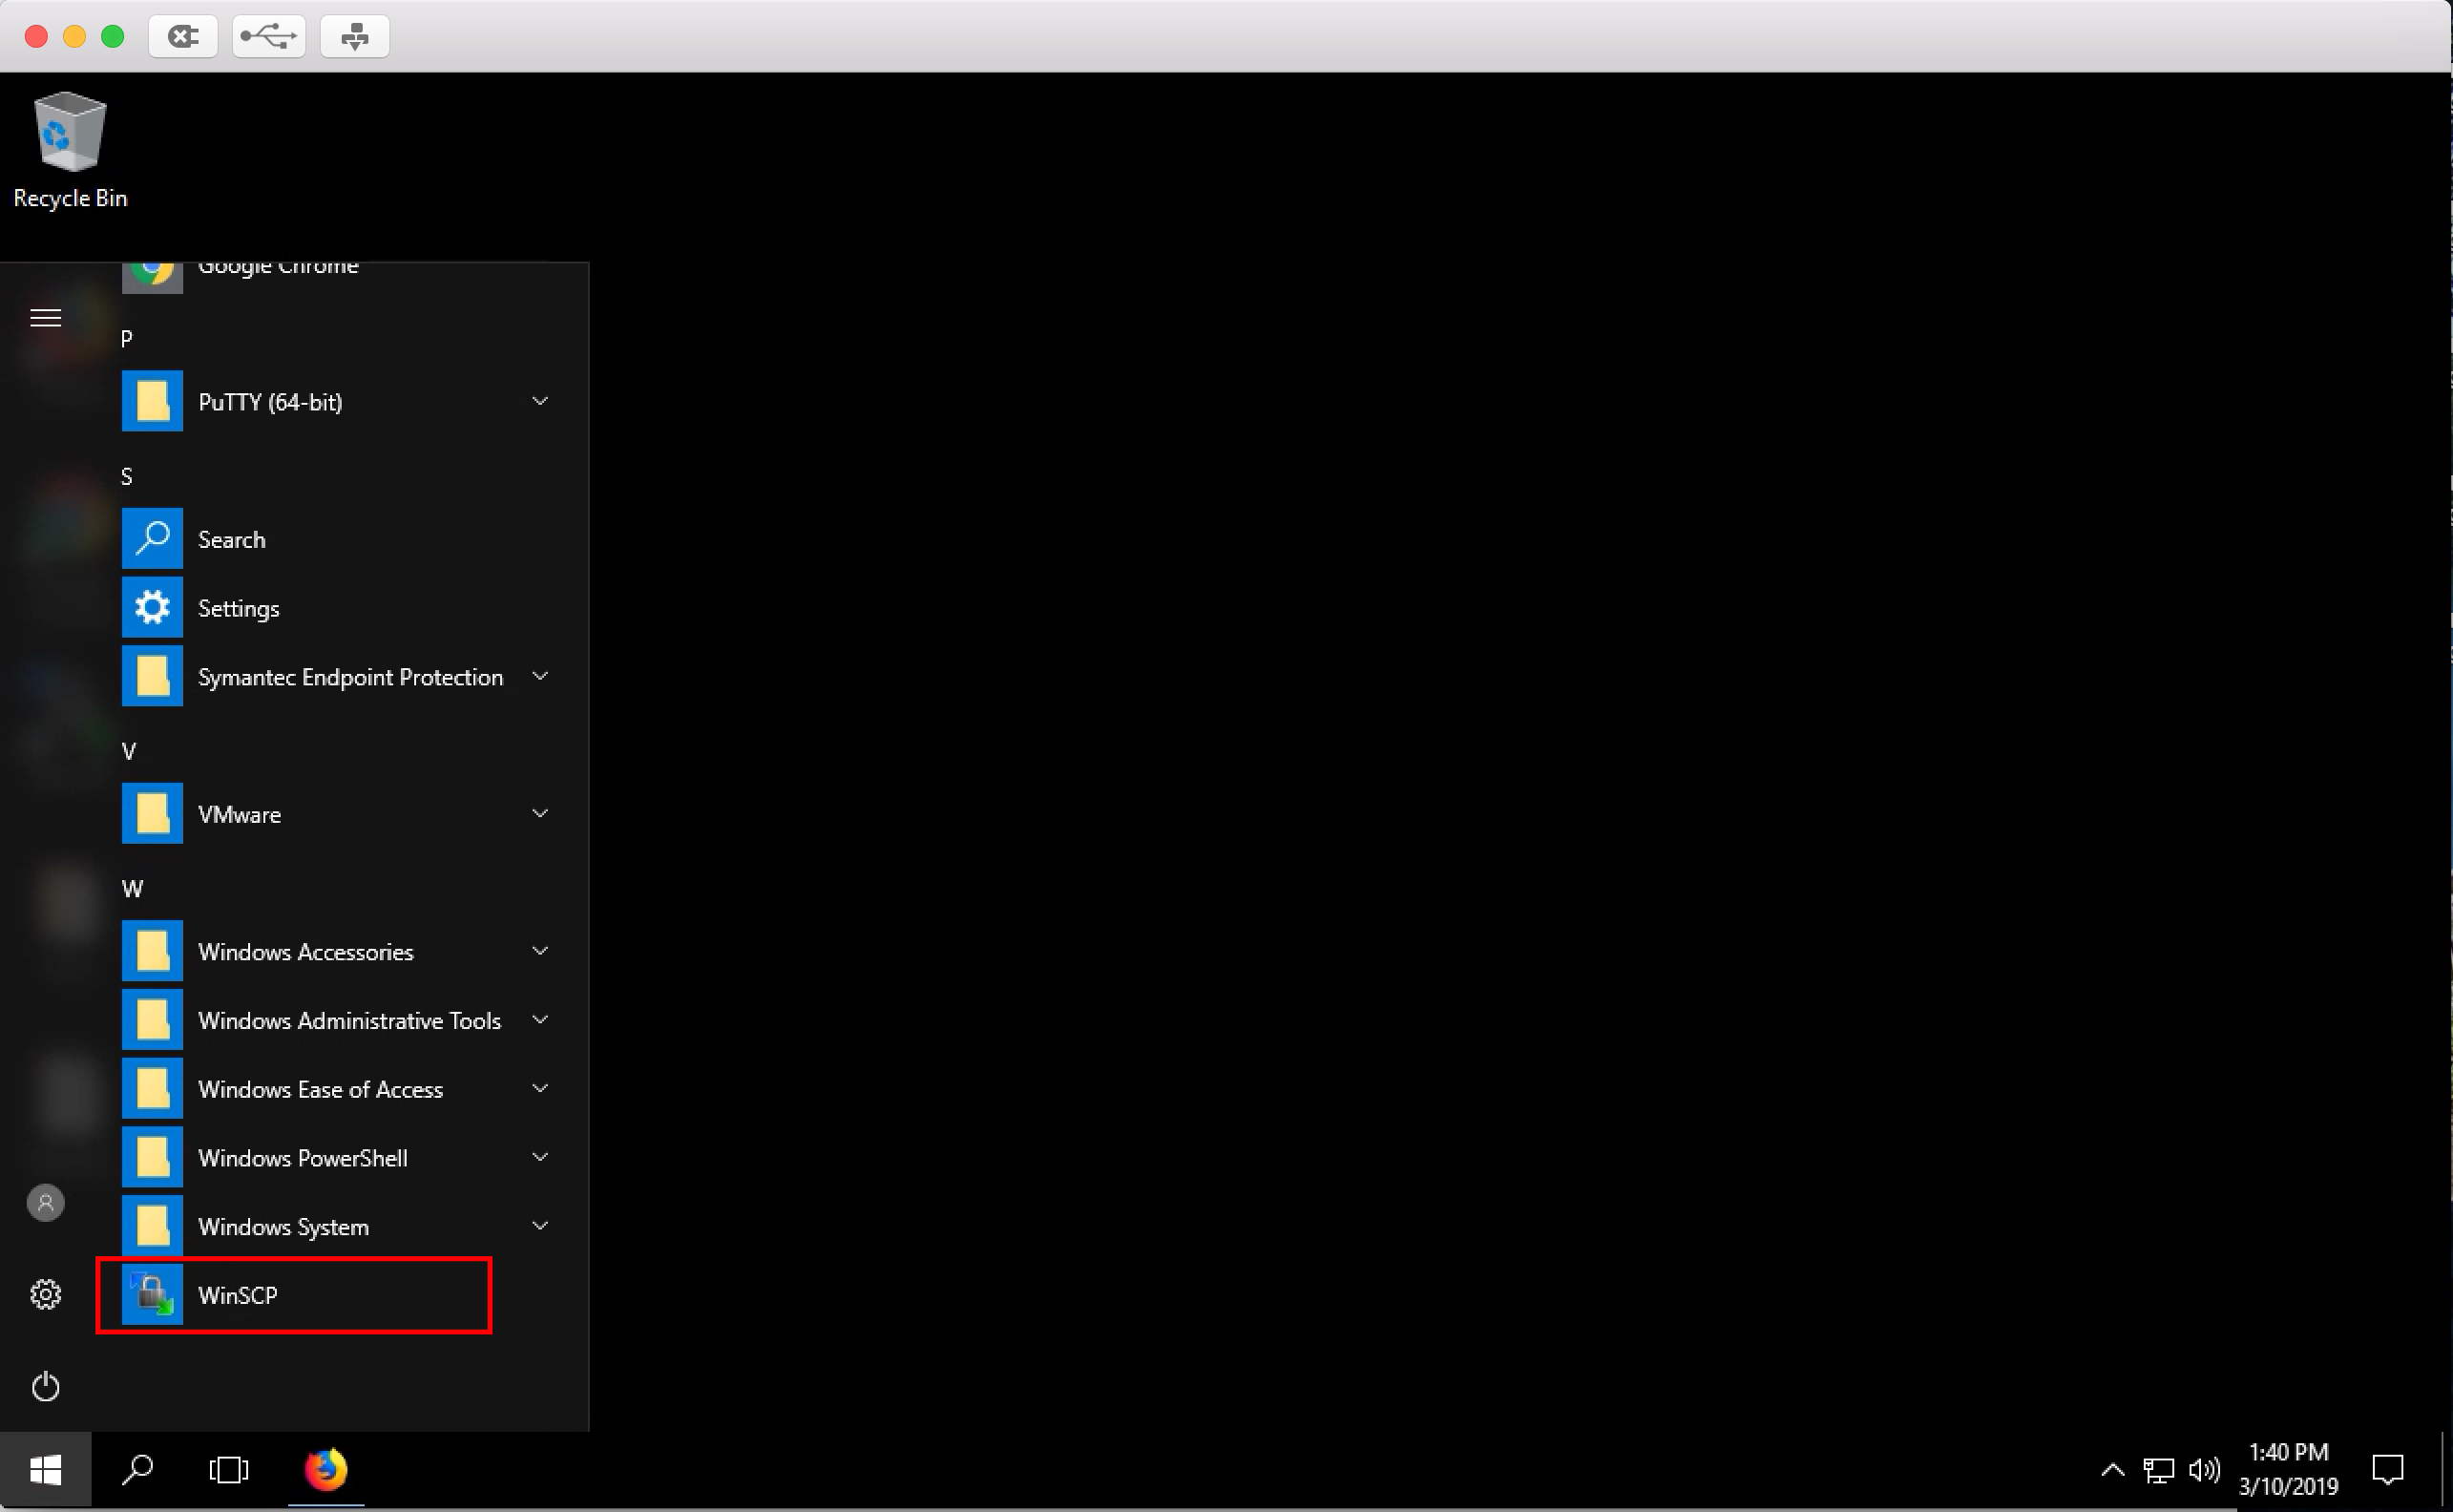 Recycle Bin
Google Chrome
P
PuTTY (64-bit)
S
Search
Settings
Symantec Endpoint Protection
V
VMware
W
Windows Accessories
Windows Administrative Tools
Windows Ease of Access
Windows PowerShell
Windows System
WinSCP
1:40 PM
3/10/2019